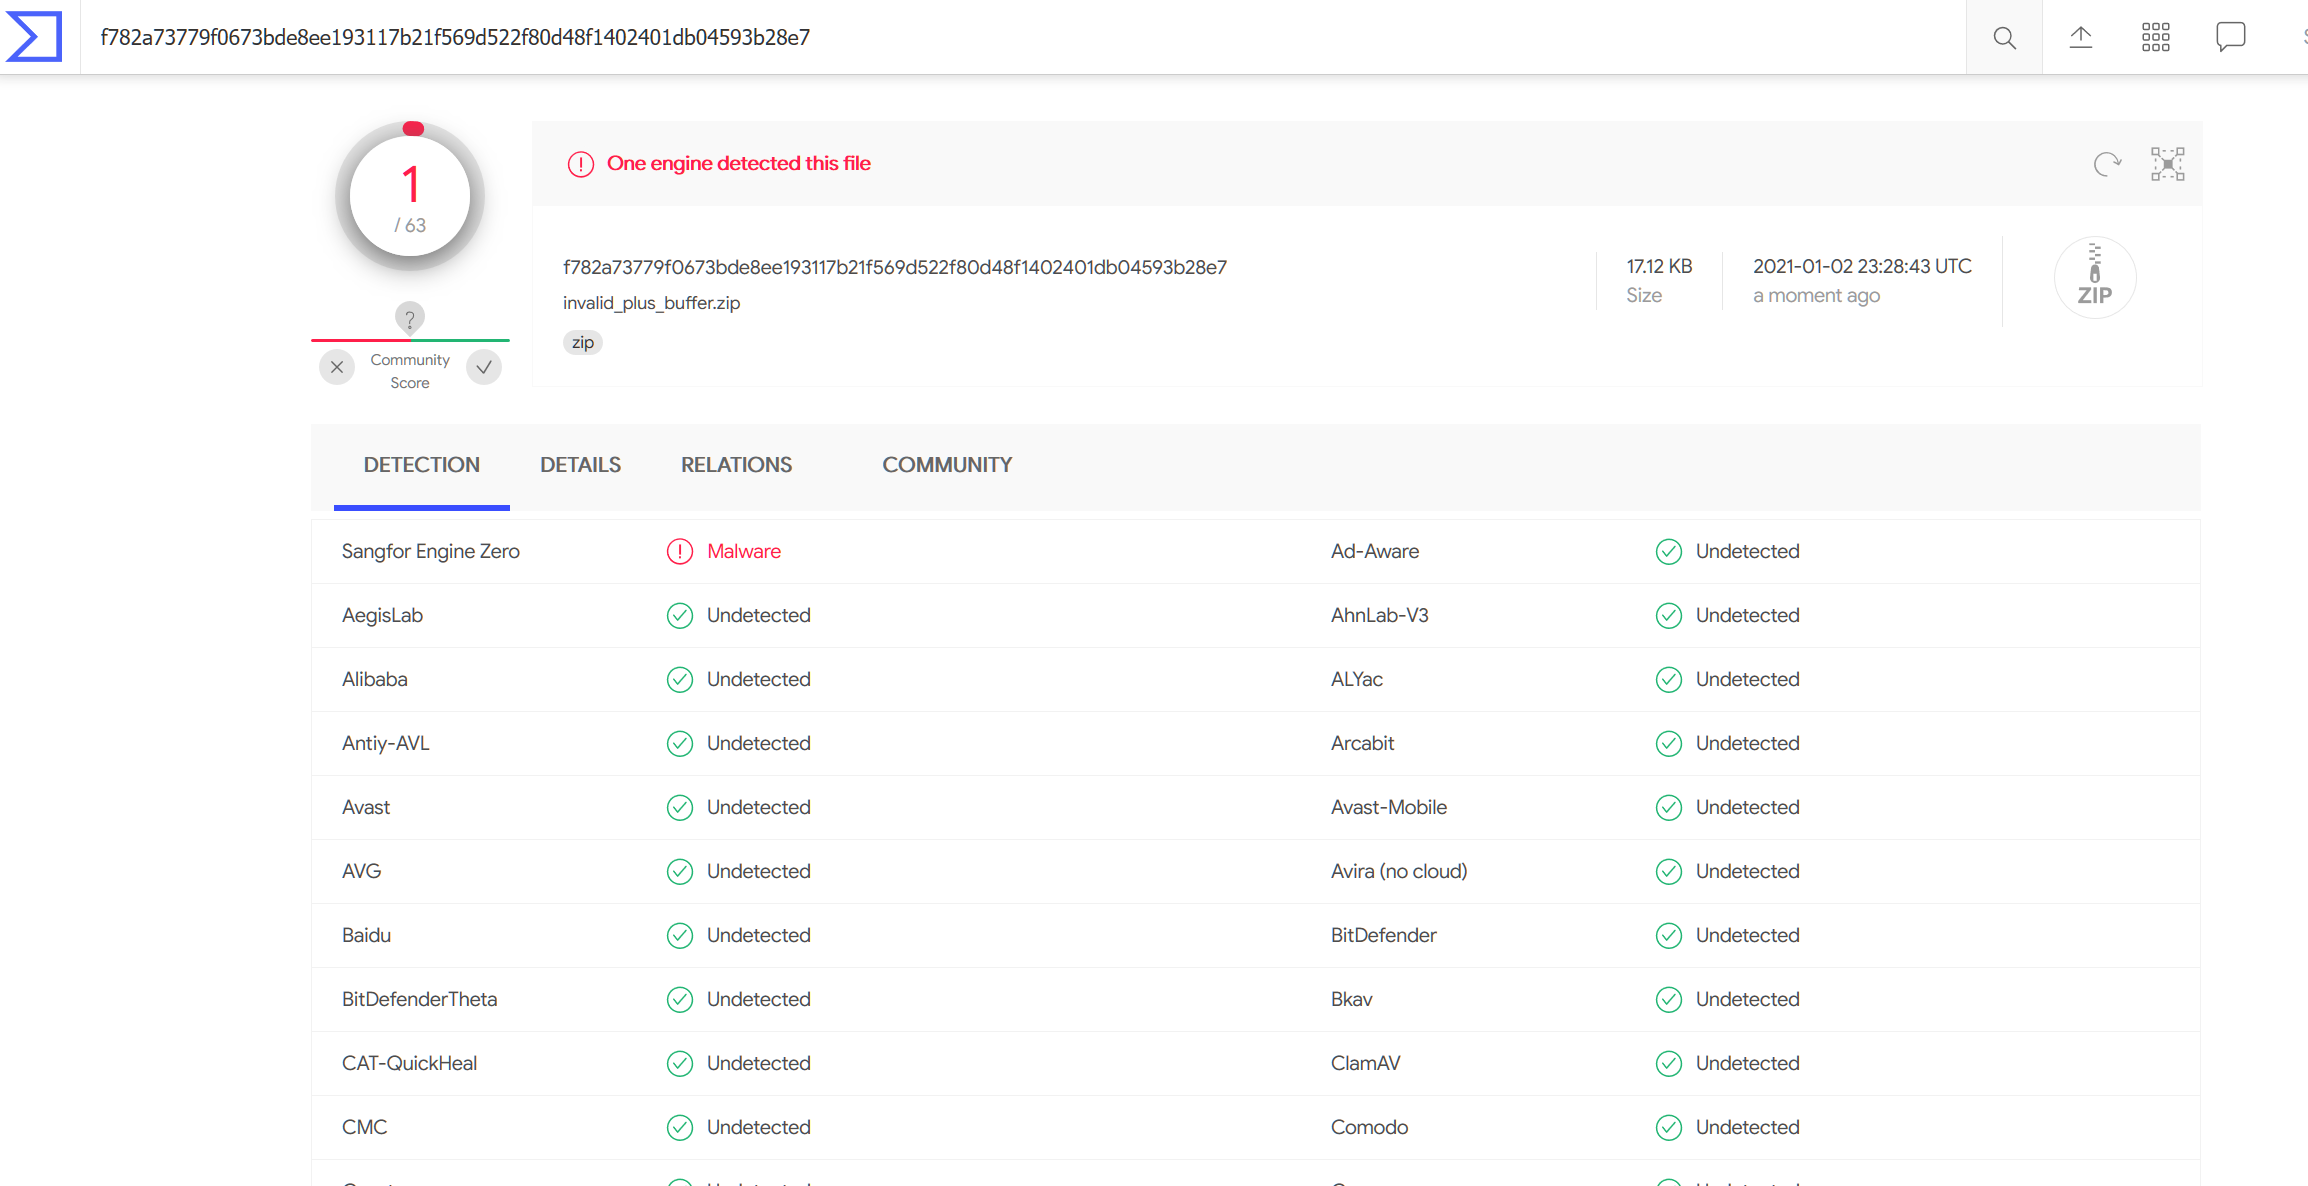 f782a73779f0673bde8ee193117b21f569d522f80d48f1402401db04593b28e7
1
/ 63
One engine detected this file
?
Community
Score
f782a73779f0673bde8ee193117b21f569d522f80d48f1402401db04593b28e7
invalid_plus_buffer.zip
zip
17.12 KB
Size
2021-01-02 23:28:43 UTC
a moment ago
ZIP
DETECTION DETAILS RELATIONS COMMUNITY
Sangfor Engine Zero Malware Ad-Aware Undetected
AegisLab Undetected AhnLab-V3 Undetected
Alibaba Undetected ALYac Undetected
Antiy-AVL Undetected Arcabit Undetected
Avast Undetected Avast-Mobile Undetected
AVG Undetected Avira (no cloud) Undetected
Baidu Undetected BitDefender Undetected
BitDefenderTheta Undetected Bkav Undetected
CAT-QuickHeal Undetected ClamAV Undetected
CMC Undetected Comodo Undetected